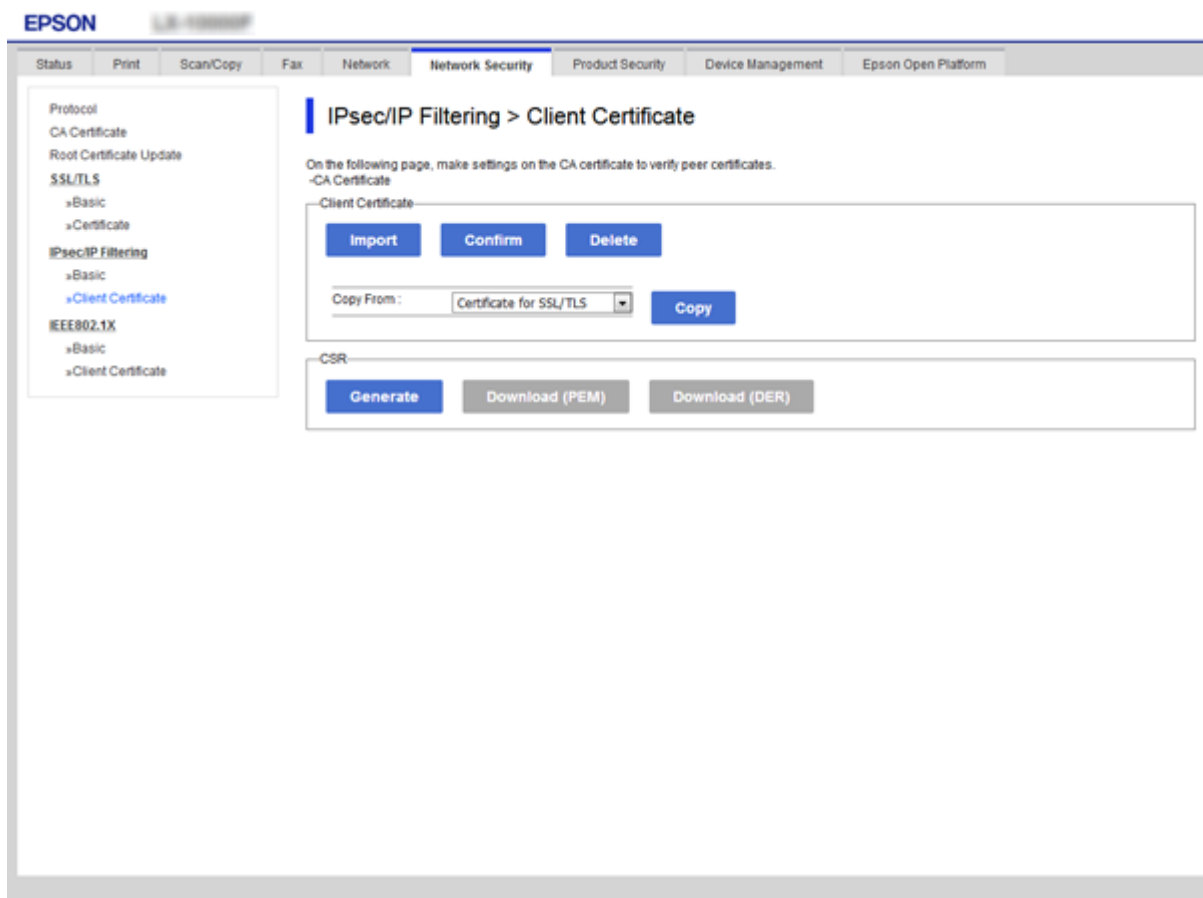 EPSON
Status Print Scan/Copy Fax Network Network Security Product Security Device Management Epson Open Platform
Protocol
CA Certificate
Root Certificate Update
SSL/TLS
»Basic
»Certificate
IPsec/IP Filtering
»Basic
»Client Certificate
IEEE802.1X
»Basic
»Client Certificate
IPsec/IP Filtering > Client Certificate
On the following page, make settings on the CA certificate to verify peer certificates.
-CA Certificate
Client Certificate
Import Confirm Delete
Copy From : Certificate for SSL/TLS Copy
CSR
Generate Download (PEM) Download (DER)